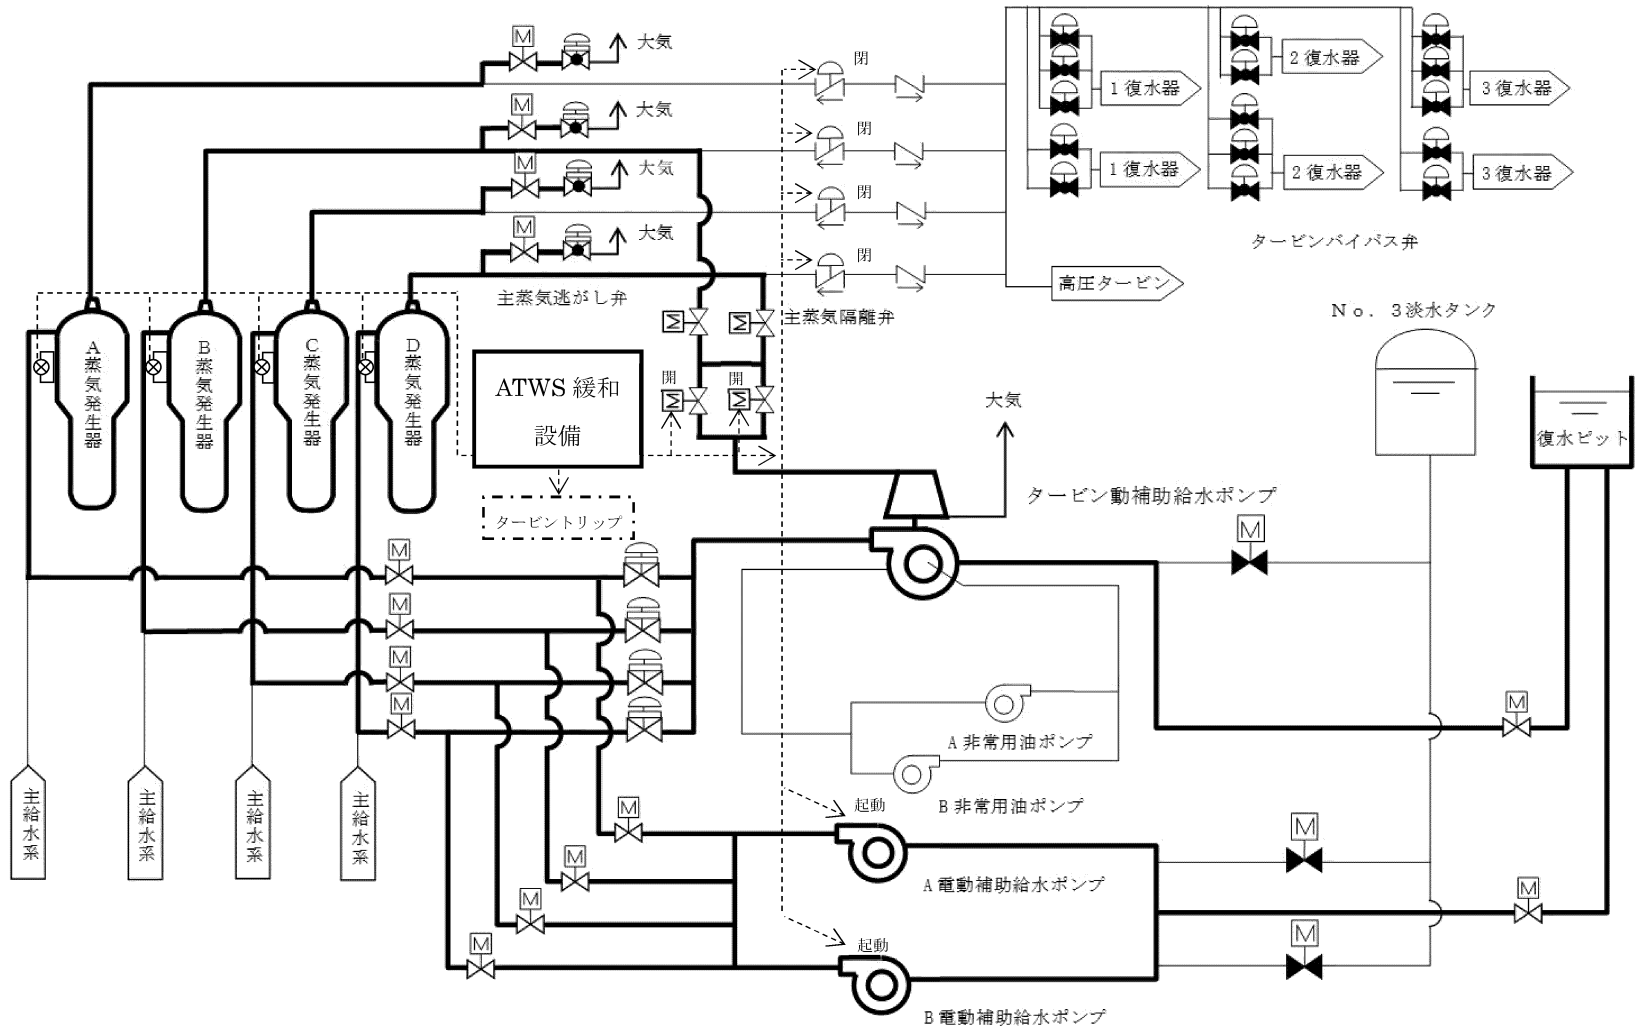 M
大気
閉
1復水器
2復水器
3復水器
M
大気
閉
M
大気
閉
1復水器
2復水器
3復水器
M
大気
閉
タービンバイパス弁
主蒸気逃がし弁
高圧タービン
No．3淡水タンク
M
M
主蒸気隔離弁
A蒸気発生器
B蒸気発生器
C蒸気発生器
D蒸気発生器
ATWS緩和
設備
開
M
開
M
大気
復水ピット
タービントリップ
タービン動補助給水ポンプ
M
M
M
M
M
M
A非常用油ポンプ
B非常用油ポンプ
主給水系
主給水系
主給水系
主給水系
M
起動
M
A電動補助給水ポンプ
M
M
M
M
起動
M
B電動補助給水ポンプ